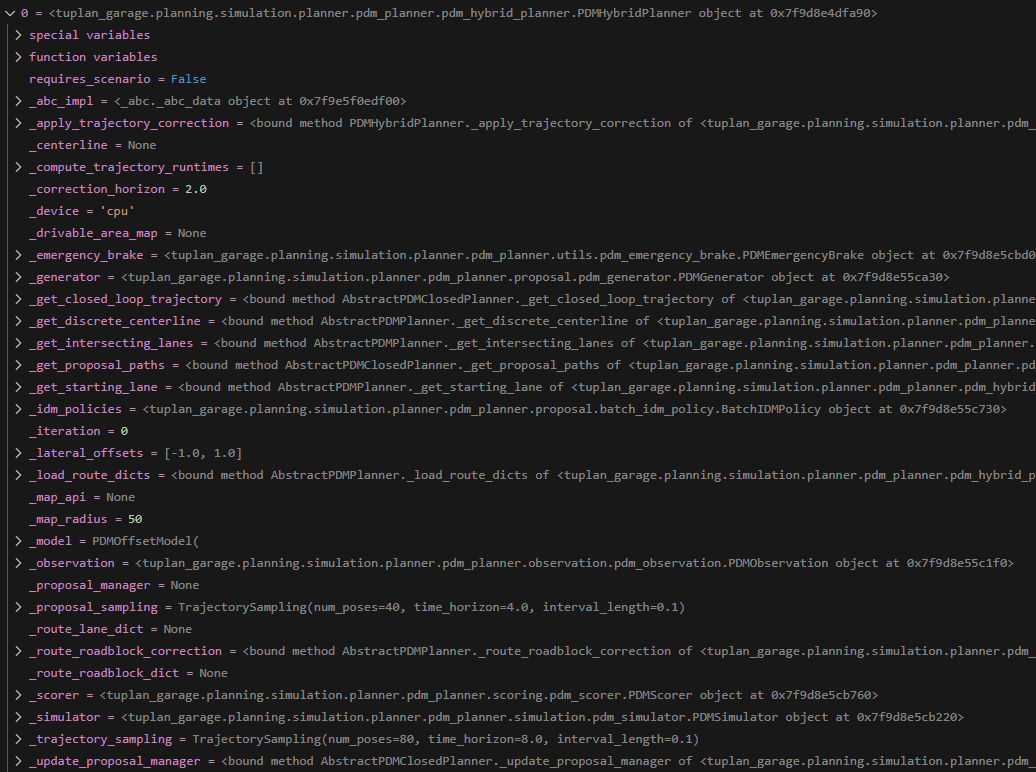 0 = <tuplan_garage.planning.simulation.planner.pdm_planner.pdm_hybrid_planner.PDMHybridPlanner object at 0x7f9d8e4dfa90>
special variables
function variables
requires_scenario = False
_abc_impl = <_abc._abc_data object at 0x7f9e5f0edf00>
_apply_trajectory_correction = <bound method PDMHybridPlanner._apply_trajectory_correction of <tuplan_garage.planning.simulation.planner.pdm_
_centerline = None
_compute_trajectory_runtimes = []
_correction_horizon = 2.0
_device = 'cpu'
_drivable_area_map = None
_emergency_brake = <tuplan_garage.planning.simulation.planner.pdm_planner.utils.pdm_emergency_brake.PDMEmergencyBrake object at 0x7f9d8e5cbd0
_generator = <tuplan_garage.planning.simulation.planner.pdm_planner.proposal.pdm_generator.PDMGenerator object at 0x7f9d8e55ca30>
_get_closed_loop_trajectory = <bound method AbstractPDMClosedPlanner._get_closed_loop_trajectory of <tuplan_garage.planning.simulation.planne
_get_discrete_centerline = <bound method AbstractPDMPlanner._get_discrete_centerline of <tuplan_garage.planning.simulation.planner.pdm_planne
_get_intersecting_lanes = <bound method AbstractPDMPlanner._get_intersecting_lanes of <tuplan_garage.planning.simulation.planner.pdm_planner.
_get_proposal_paths = <bound method AbstractPDMClosedPlanner._get_proposal_paths of <tuplan_garage.planning.simulation.planner.pdm_planner.pd
_get_starting_lane = <bound method AbstractPDMPlanner._get_starting_lane of <tuplan_garage.planning.simulation.planner.pdm_planner.pdm_hybrid
_idm_policies = <tuplan_garage.planning.simulation.planner.pdm_planner.proposal.batch_idm_policy.BatchIDMPolicy object at 0x7f9d8e55c730>
_iteration = 0
_lateral_offsets = [-1.0, 1.0]
_load_route_dicts = <bound method AbstractPDMPlanner._load_route_dicts of <tuplan_garage.planning.simulation.planner.pdm_planner.pdm_hybrid_p
_map_api = None
_map_radius = 50
_model = PDMOffsetModel(
_observation = <tuplan_garage.planning.simulation.planner.pdm_planner.observation.pdm_observation.PDMObservation object at 0x7f9d8e55c1f0>
_proposal_manager = None
_proposal_sampling = TrajectorySampling(num_poses=40, time_horizon=4.0, interval_length=0.1)
_route_lane_dict = None
_route_roadblock_correction = <bound method AbstractPDMPlanner._route_roadblock_correction of <tuplan_garage.planning.simulation.planner.pdm_
_route_roadblock_dict = None
_scorer = <tuplan_garage.planning.simulation.planner.pdm_planner.scoring.pdm_scorer.PDMScorer object at 0x7f9d8e5cb760>
_simulator = <tuplan_garage.planning.simulation.planner.pdm_planner.simulation.pdm_simulator.PDMSimulator object at 0x7f9d8e5cb220>
_trajectory_sampling = TrajectorySampling(num_poses=80, time_horizon=8.0, interval_length=0.1)
_update_proposal_manager = <bound method AbstractPDMClosedPlanner._update_proposal_manager of <tuplan_garage.planning.simulation.planner.pdm_